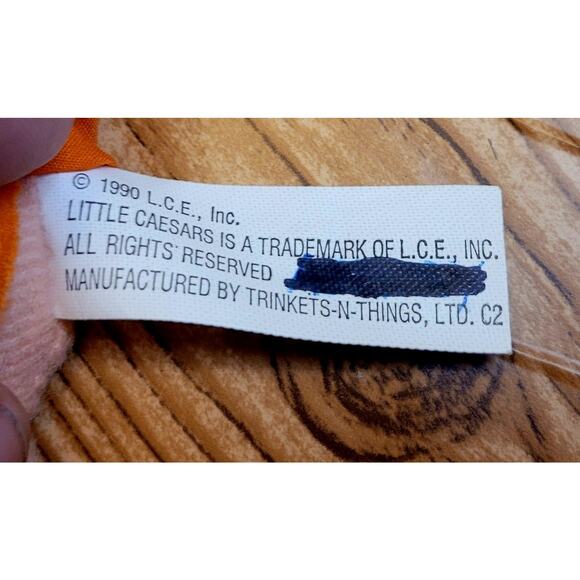 © 1990 L.C.E., Inc.
LITTLE CAESARS IS A TRADEMARK OF L.C.E., INC.
ALL RIGHTS RESERVED
MANUFACTURED BY TRINKETS-N-THINGS, LTD. C2